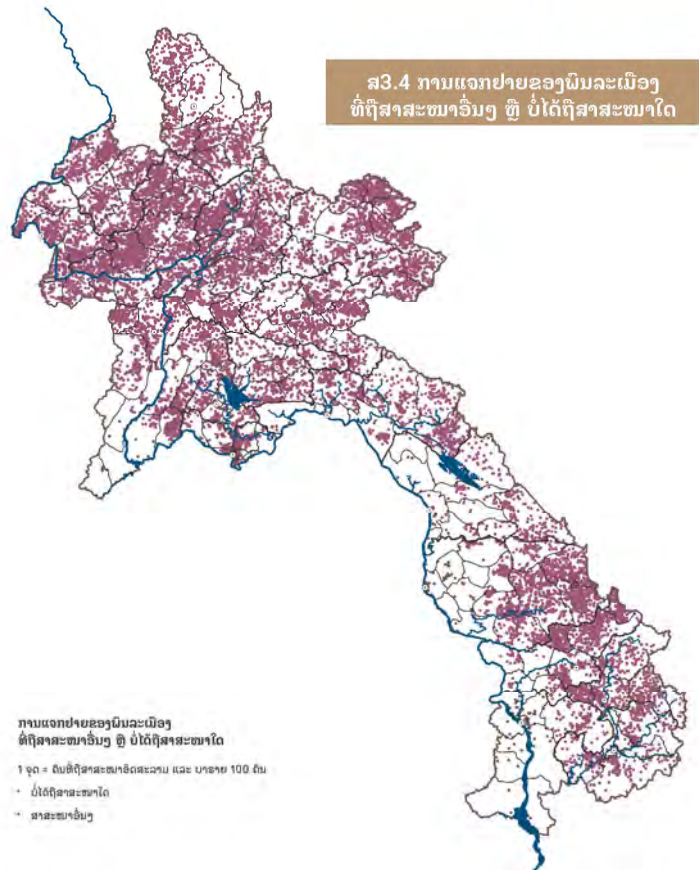 ສ3.4 ການແຈກຢາຍຂອງພົນລະເມືອງ
ທີ່ຖືສາສະໜາອື່ນໆ ຫຼື ບໍ່ໄດ້ຖືສາສະໜາໃດ
ການແຈກຢາຍຂອງພົນລະເມືອງ
ທີ່ຖືສາສະໜາອື່ນໆ ຫຼື ບໍ່ໄດ້ຖືສາສະໜາໃດ
1 ຈຸດ = ຄົນທີ່ຖືສາສະໜາອິດສະລາມ ແລະ ບາຮາຍ 100 ຄົນ
ບໍ່ໄດ້ຖືສາສະໜາໃດ
ສາສະໜາອື່ນໆ